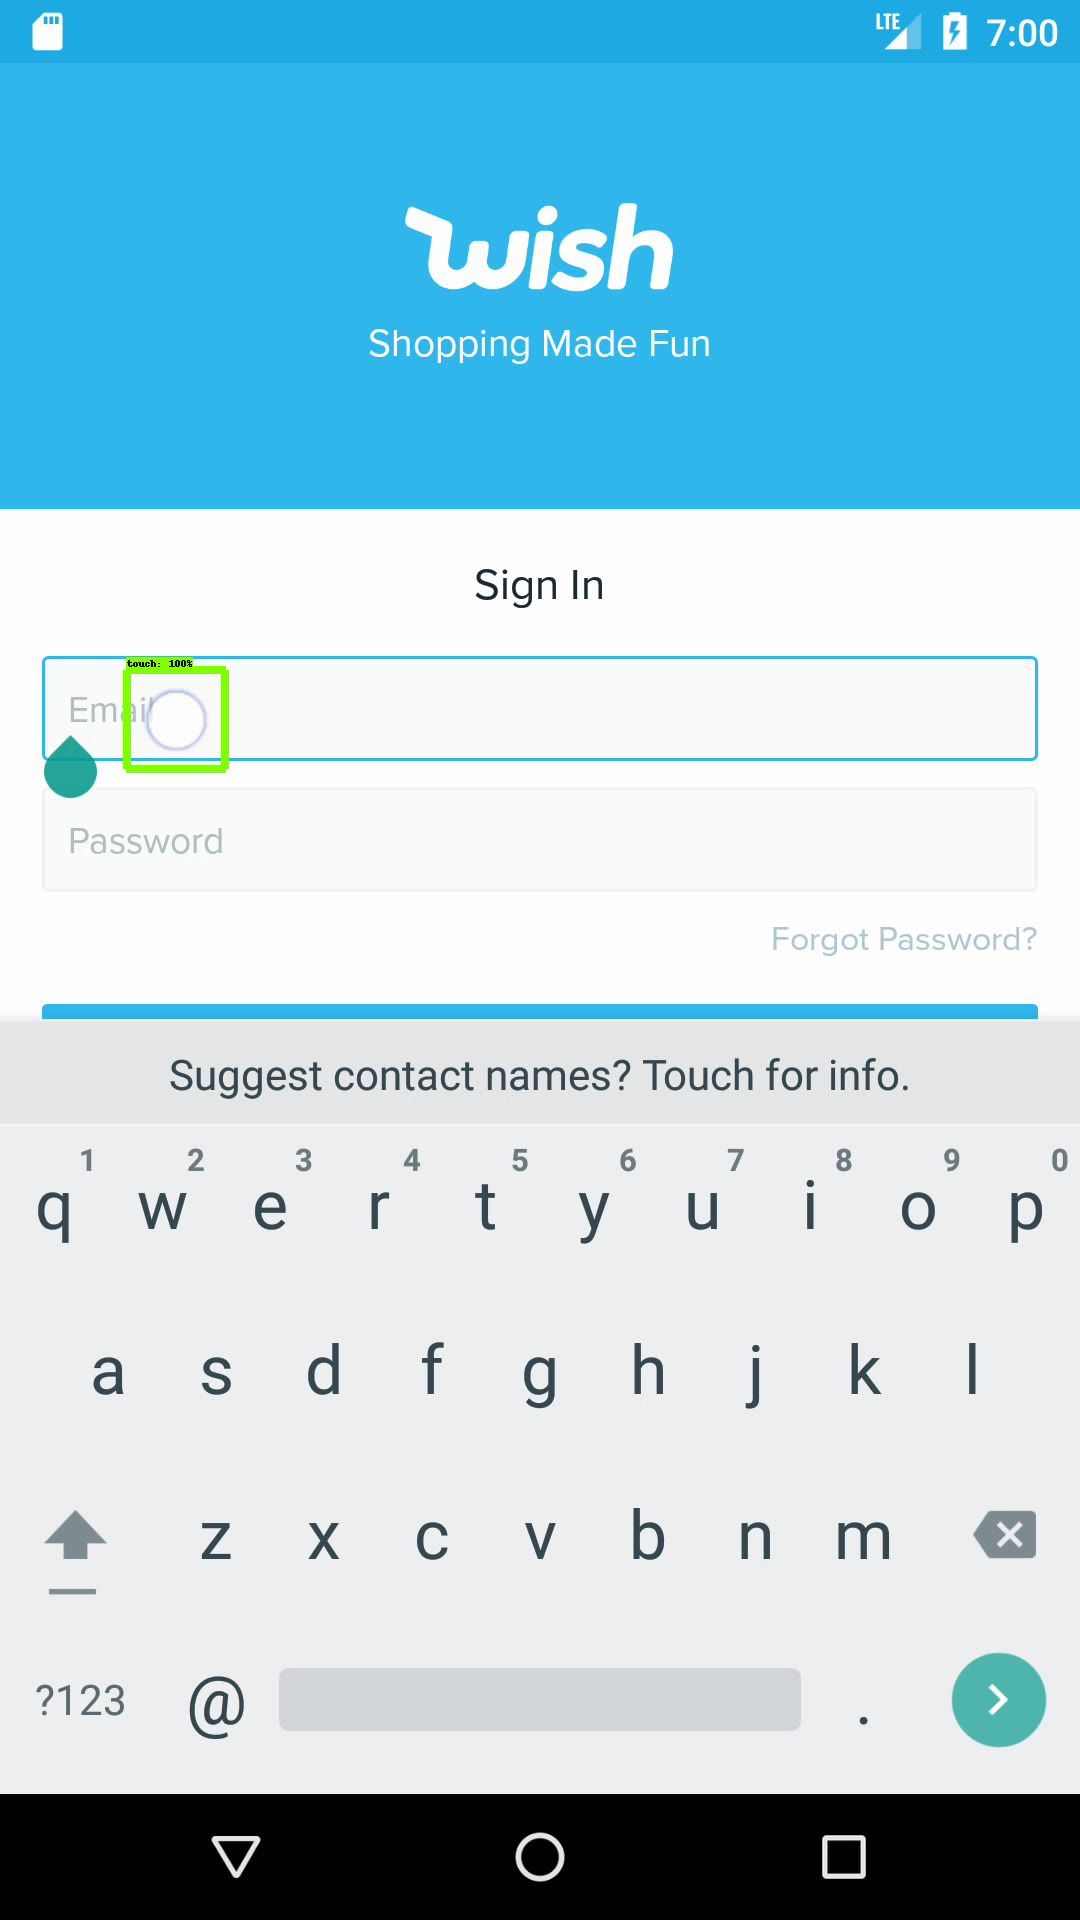 LTE 7:00
wish
Shopping Made Fun
Sign In
touch: 100%
Email
Password
Forgot Password?
Suggest contact names? Touch for info.
1 2 3 4 5 6 7 8 9 0
q w e r t y u i o p
a s d f g h j k l
z x c v b n m
?123 @ .